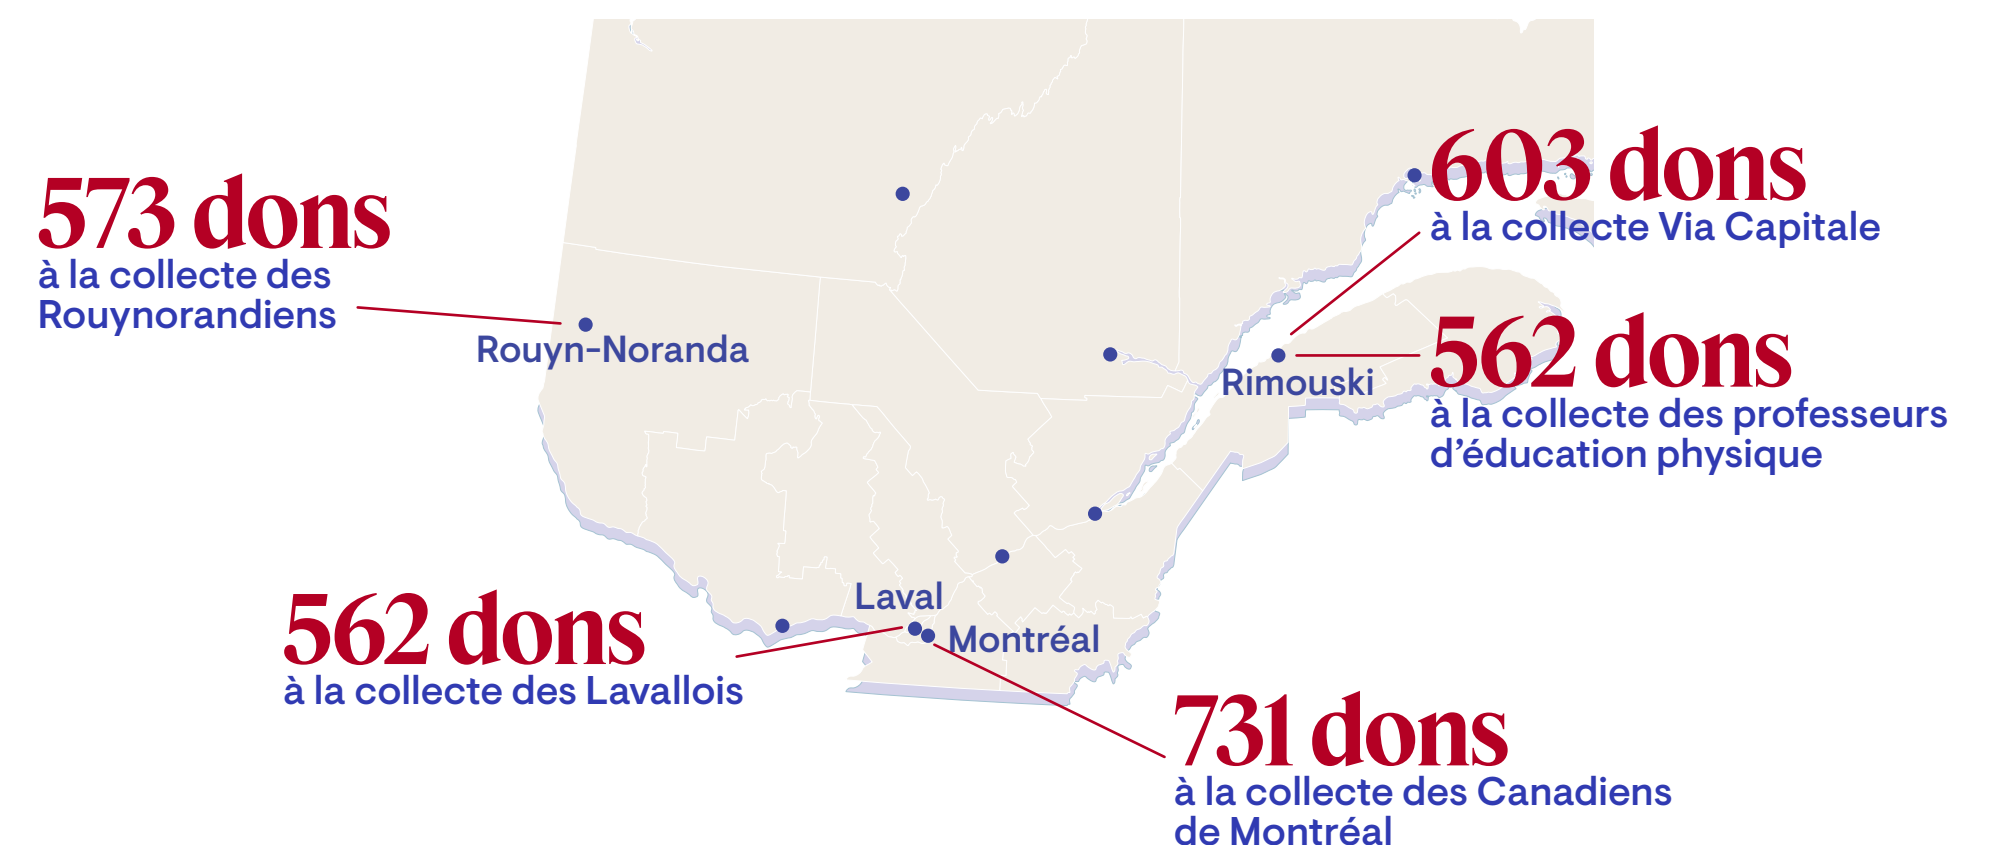 573 dons
à la collecte des
Rouynorandiens
Rouyn-Noranda
603 dons
à la collecte Via Capitale
Rimouski
562 dons
à la collecte des professeurs
d’éducation physique
562 dons
à la collecte des Lavallois
Laval
Montréal
731 dons
à la collecte des Canadiens
de Montréal